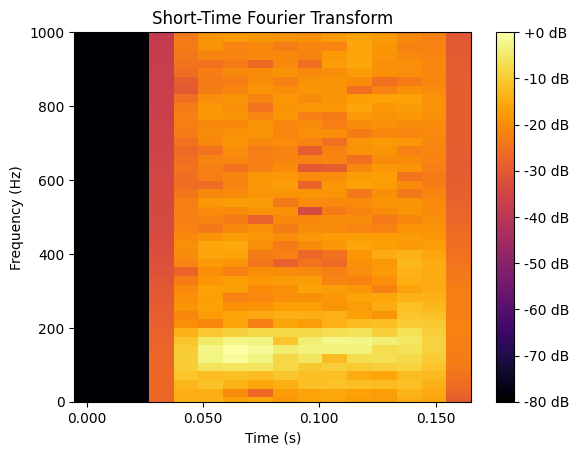 Short-Time Fourier Transform
1000
800
600
400
200
0
Frequency (Hz)
0.000
0.050
0.100
0.150
Time (s)
+0 dB
-10 dB
-20 dB
-30 dB
-40 dB
-50 dB
-60 dB
-70 dB
-80 dB